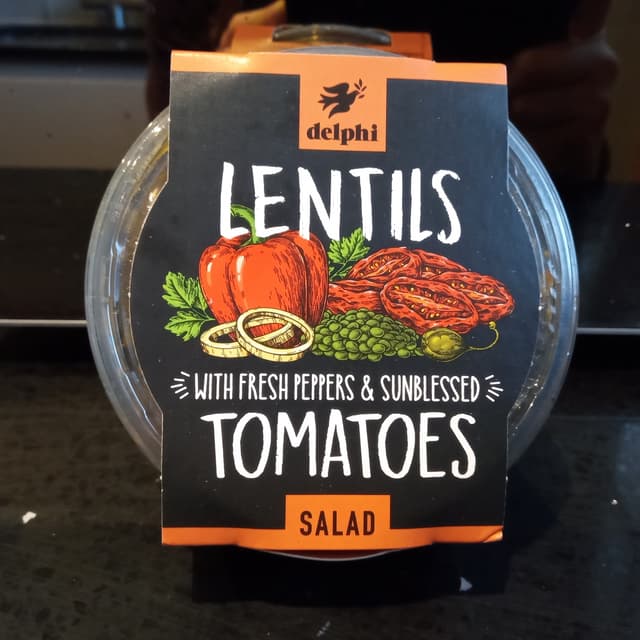 delphi
LENTILS
WITH FRESH PEPPERS & SUNBLESSED
TOMATOES
SALAD